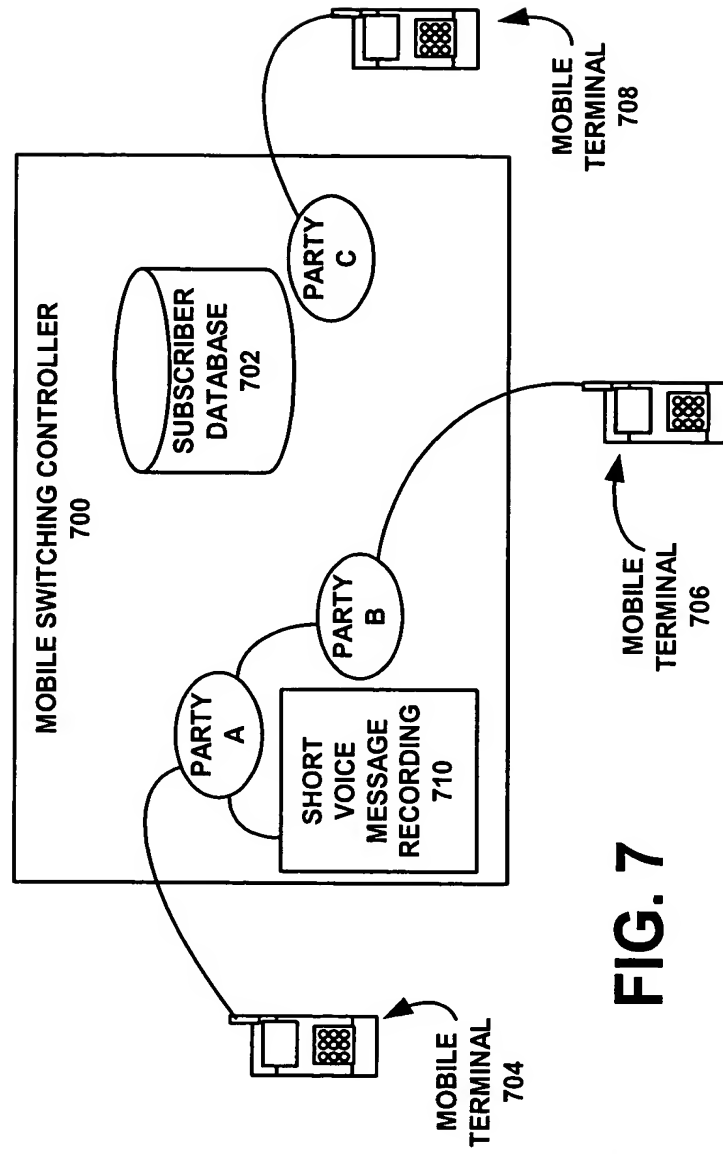 MOBILE SWITCHING CONTROLLER
700
SUBSCRIBER
DATABASE
702
PARTY
A
PARTY
B
PARTY
C
SHORT
VOICE
MESSAGE
RECORDING
710
MOBILE
TERMINAL
704
MOBILE
TERMINAL
706
MOBILE
TERMINAL
708
FIG. 7